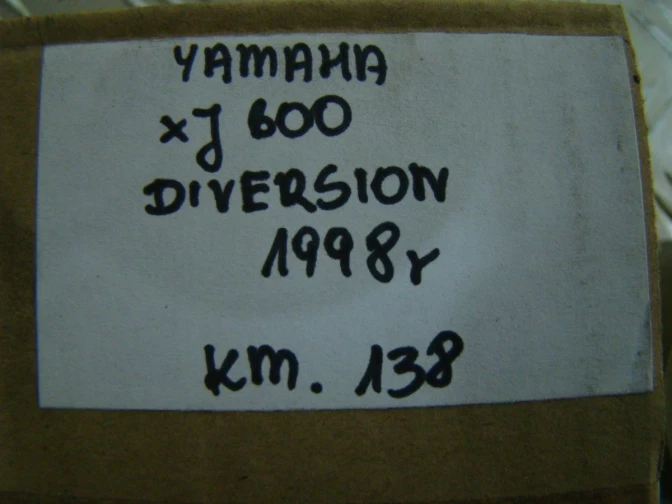 YAMAHA
XJ 600
DIVERSION
1998r
KM. 138